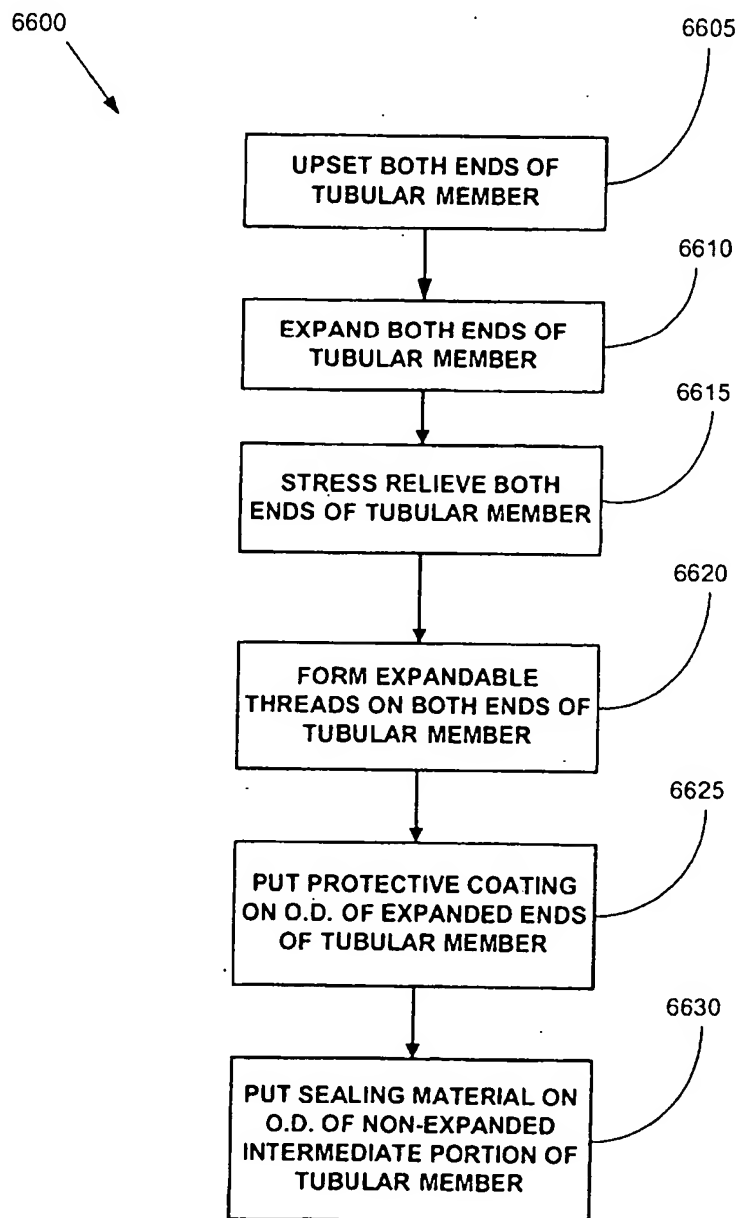 6600
6605
UPSET BOTH ENDS OF
TUBULAR MEMBER
6610
EXPAND BOTH ENDS OF
TUBULAR MEMBER
6615
STRESS RELIEVE BOTH
ENDS OF TUBULAR MEMBER
6620
FORM EXPANDABLE
THREADS ON BOTH ENDS OF
TUBULAR MEMBER
6625
PUT PROTECTIVE COATING
ON O.D. OF EXPANDED ENDS
OF TUBULAR MEMBER
6630
PUT SEALING MATERIAL ON
O.D. OF NON-EXPANDED
INTERMEDIATE PORTION OF
TUBULAR MEMBER